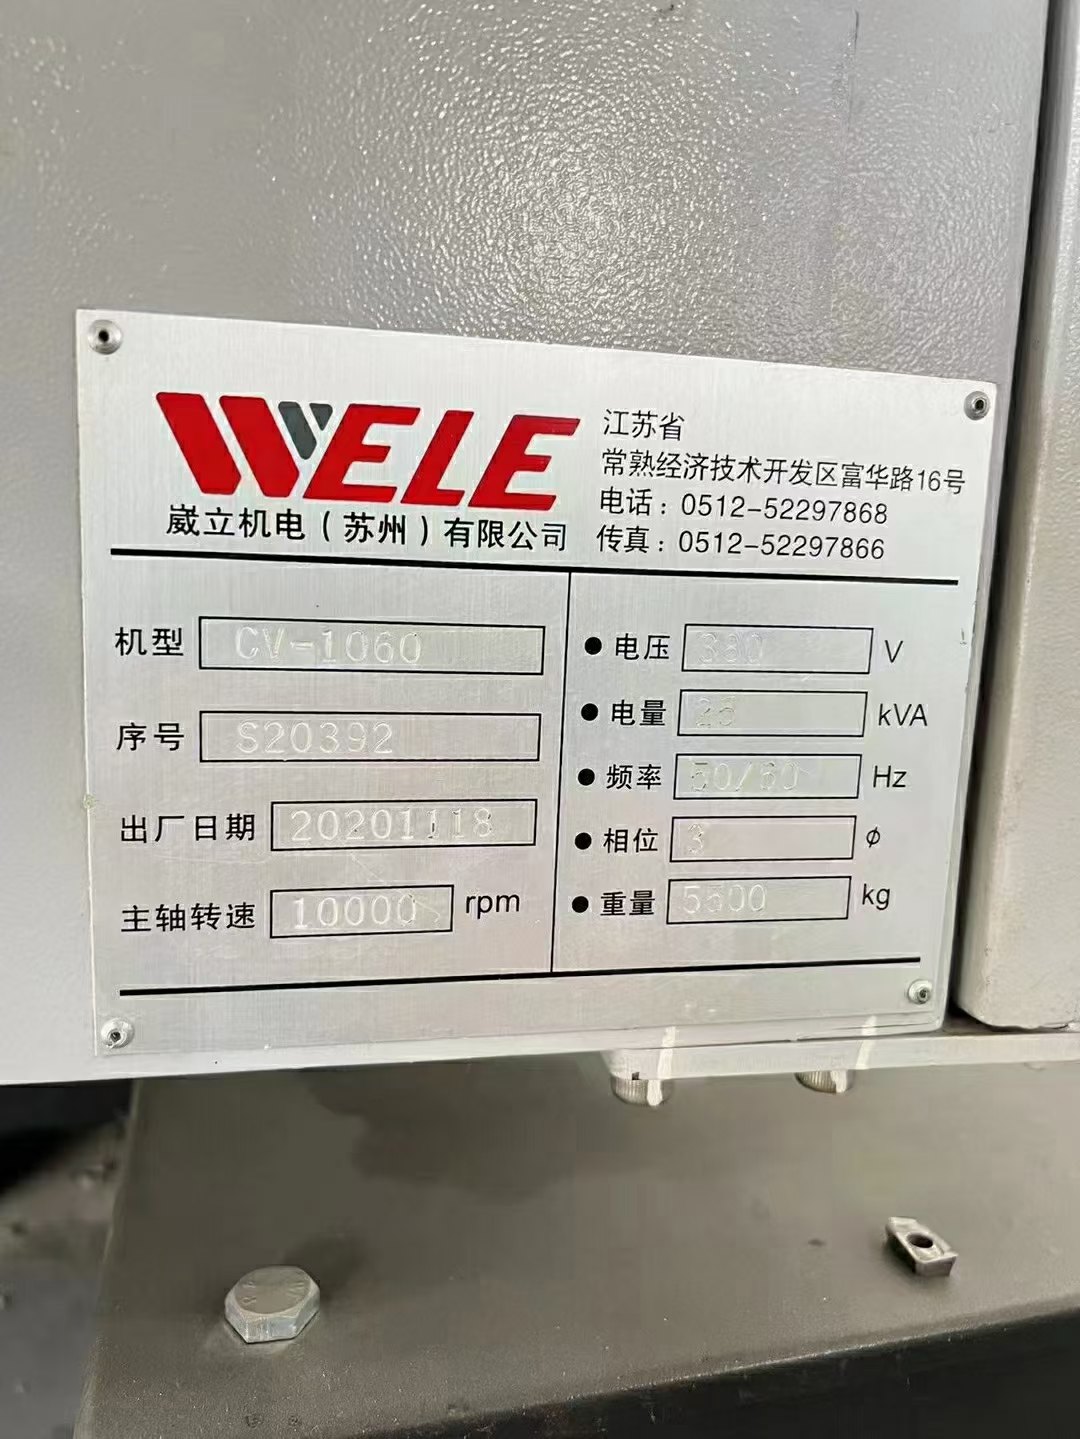 WELE
崴立机电(苏州)有限公司
江苏省
常熟经济技术开发区富华路16号
电话:0512-52297868
传真:0512-52297866
机型 CV-1060
序号 S20392
出厂日期 20201118
主轴转速 10000 rpm
● 电压 380 V
● 电量 25 kVA
● 频率 50/60 Hz
● 相位 3 φ
● 重量 5500 kg